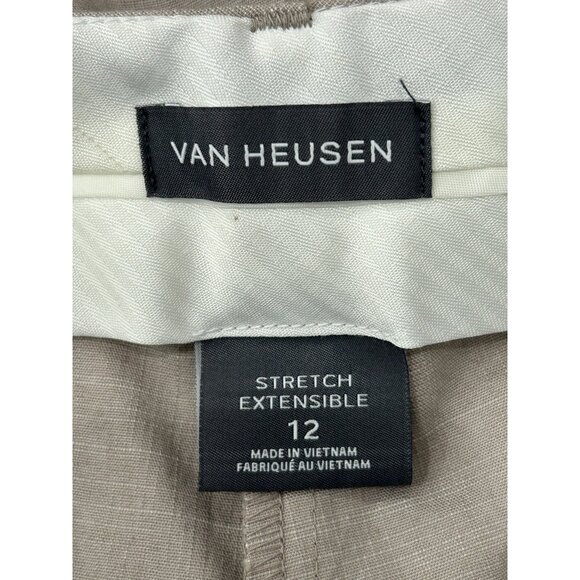 VAN HEUSEN
STRETCH
EXTENSIBLE
12
MADE IN VIETNAM
FABRIQUÉ AU VIETNAM